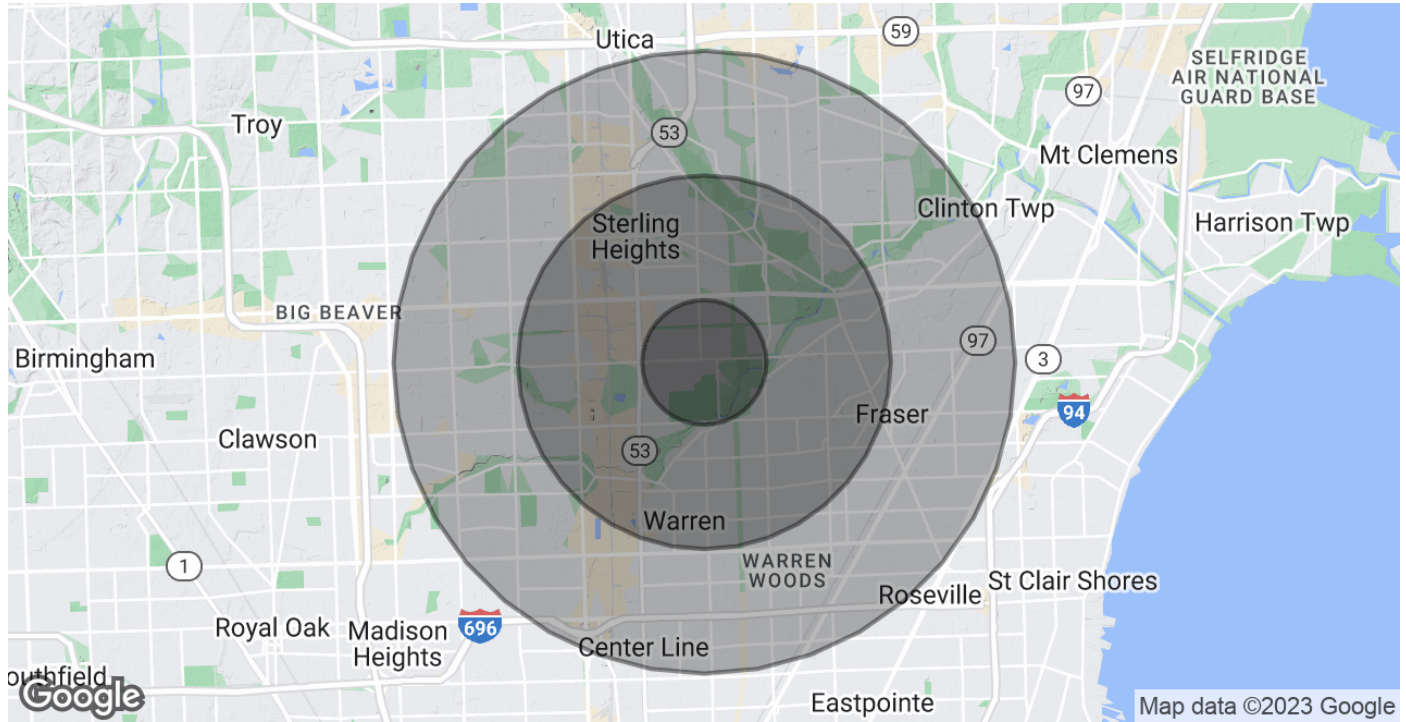 Utica
59
SELFRIDGE
AIR NATIONAL
GUARD BASE
97
Troy
53
Mt Clemens
Clinton Twp
Harrison Twp
Sterling
Heights
BIG BEAVER
97
3
Birmingham
94
Fraser
Clawson
53
Warren
WARREN
WOODS
1
St Clair Shores
Roseville
Royal Oak
Madison
Heights
696
Center Line
outhfield
Google
Eastpointe
Map data ©2023 Google